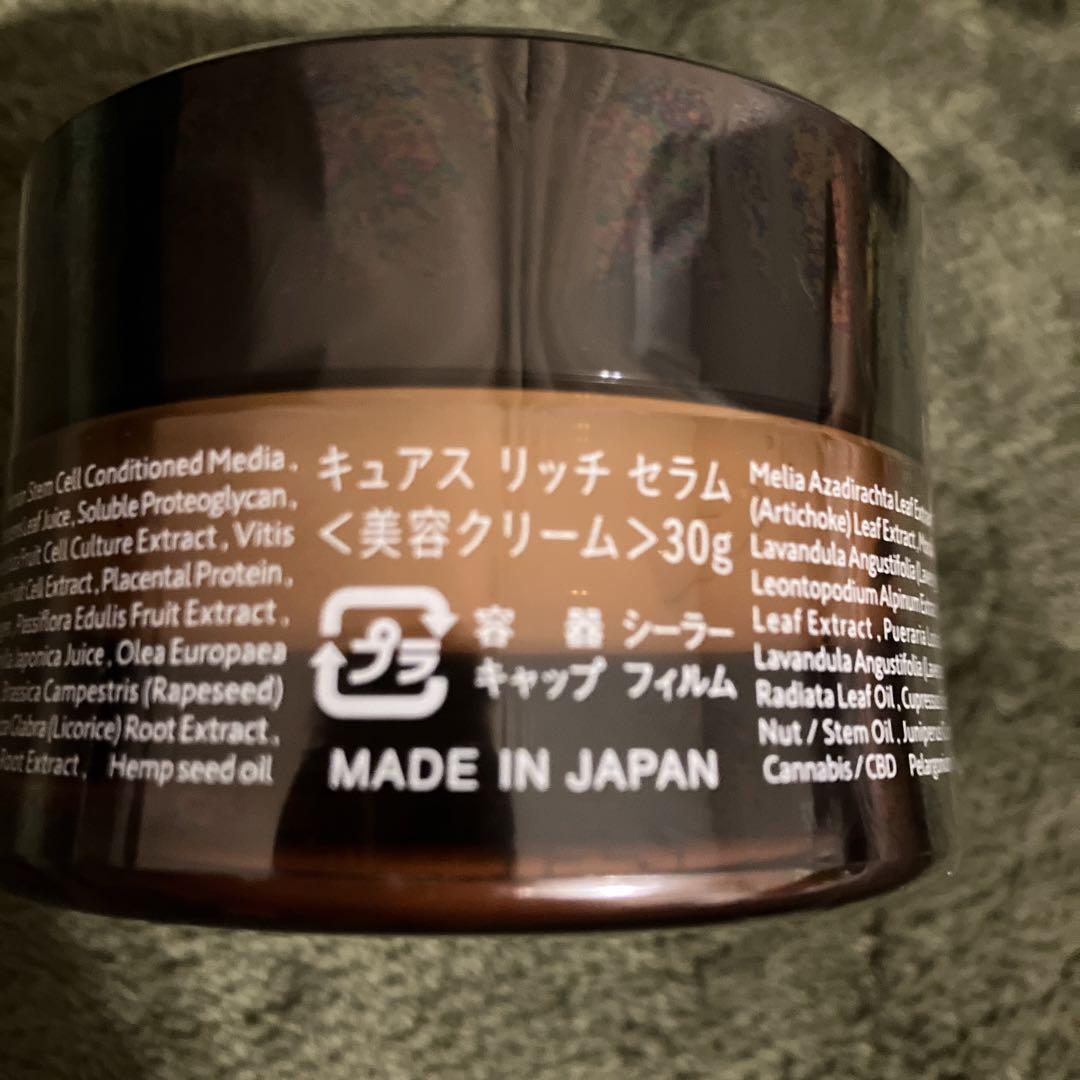 Stem Cell Conditioned Media ,
Leaf Juice , Soluble Proteoglycan ,
Fruit Cell Culture Extract , Vitis
Fruit Cell Extract , Placental Protein ,
Passiflora Edulis Fruit Extract ,
Japonica Juice , Olea Europaea
Brassica Campestris (Rapeseed)
Glabra (Licorice) Root Extract ,
Root Extract , Hemp seed oil
キュアス リッチ セラム
<美容クリーム>30g
プラ
容 器 シーラー
キャップ フィルム
MADE IN JAPAN
Melia Azadirachta Leaf
(Artichoke) Leaf Extract ,
Lavandula Angustifolia
Leontopodium Alpinum
Leaf Extract , Pueraria
Lavandula Angustifolia
Radiata Leaf Oil ,
Nut / Stem Oil ,
Cannabis / CBD